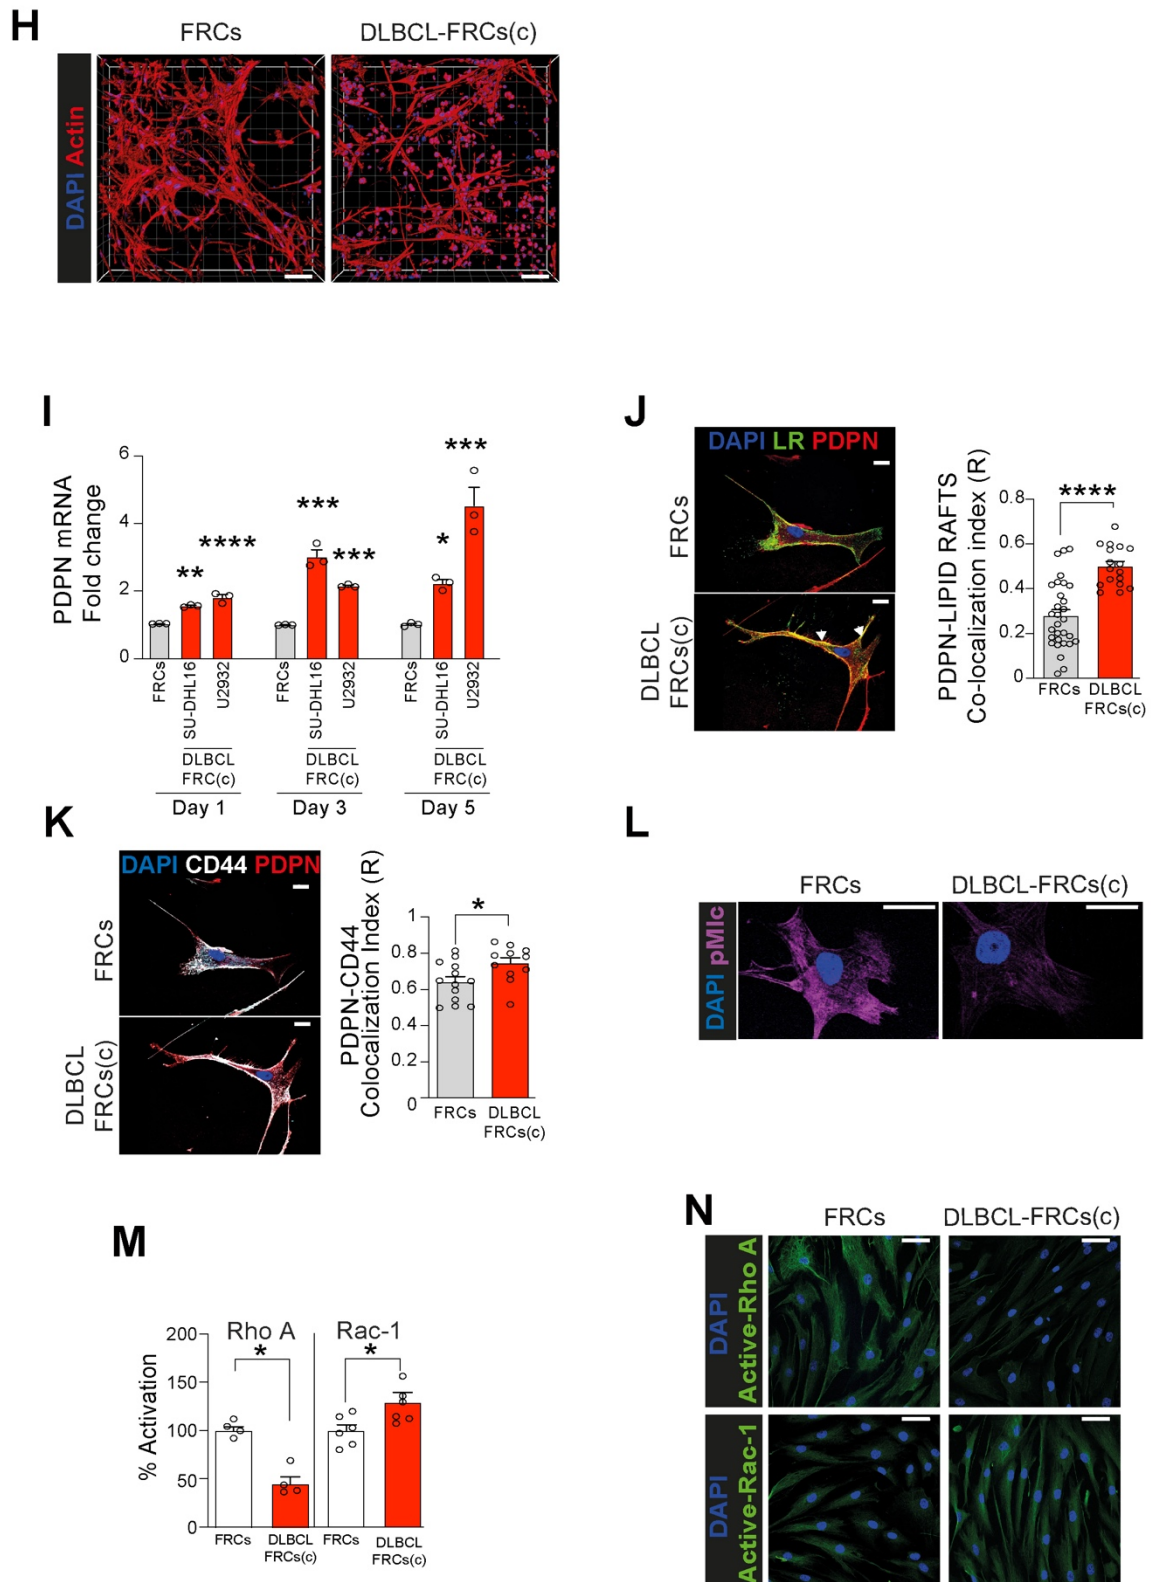 H
FRCs
DLBCL-FRCs(c)
DAPI Actin
I
PDPN mRNA
Fold change
6
4
2
0
**
****
***
***
*
***
FRCs
SU-DHL16
U2932
FRCs
SU-DHL16
U2932
FRCs
SU-DHL16
U2932
DLBCL
FRC(c)
DLBCL
FRC(c)
DLBCL
FRC(c)
Day 1
Day 3
Day 5
J
DAPI LR PDPN
FRCs
DLBCL
FRCs(c)
PDPN-LIPID RAFTS
Co-localization index (R)
0.8
0.6
0.4
0.2
0
****
FRCs
DLBCL
FRCs(c)
K
DAPI CD44 PDPN
FRCs
DLBCL
FRCs(c)
PDPN-CD44
Colocalization Index (R)
1
0.8
0.6
0.4
0.2
0
*
FRCs
DLBCL
FRCs(c)
L
FRCs
DLBCL-FRCs(c)
DAPI pMlc
M
% Activation
200
150
100
50
0
Rho A
Rac-1
*
*
FRCs
DLBCL
FRCs(c)
FRCs
DLBCL
FRCs(c)
N
FRCs
DLBCL-FRCs(c)
DAPI
Active-Rho A
DAPI
Active-Rac-1